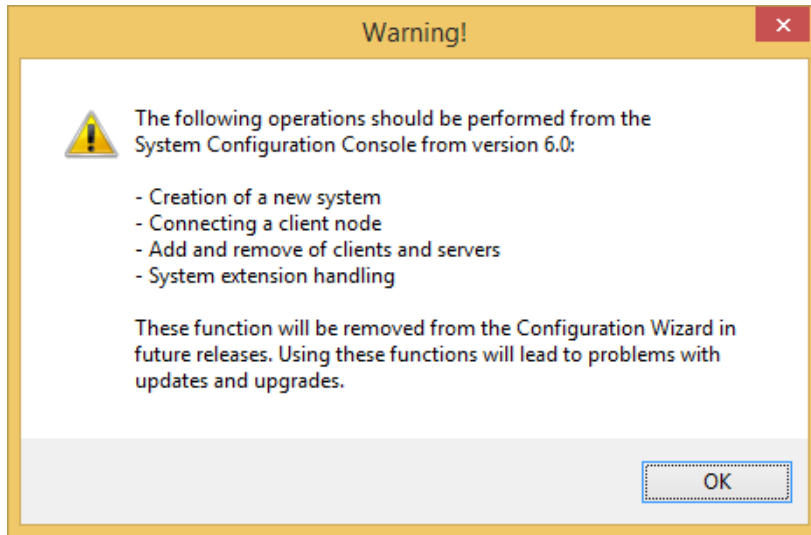 Warning!
The following operations should be performed from the
System Configuration Console from version 6.0:
- Creation of a new system
- Connecting a client node
- Add and remove of clients and servers
- System extension handling
These function will be removed from the Configuration Wizard in
future releases. Using these functions will lead to problems with
updates and upgrades.
OK